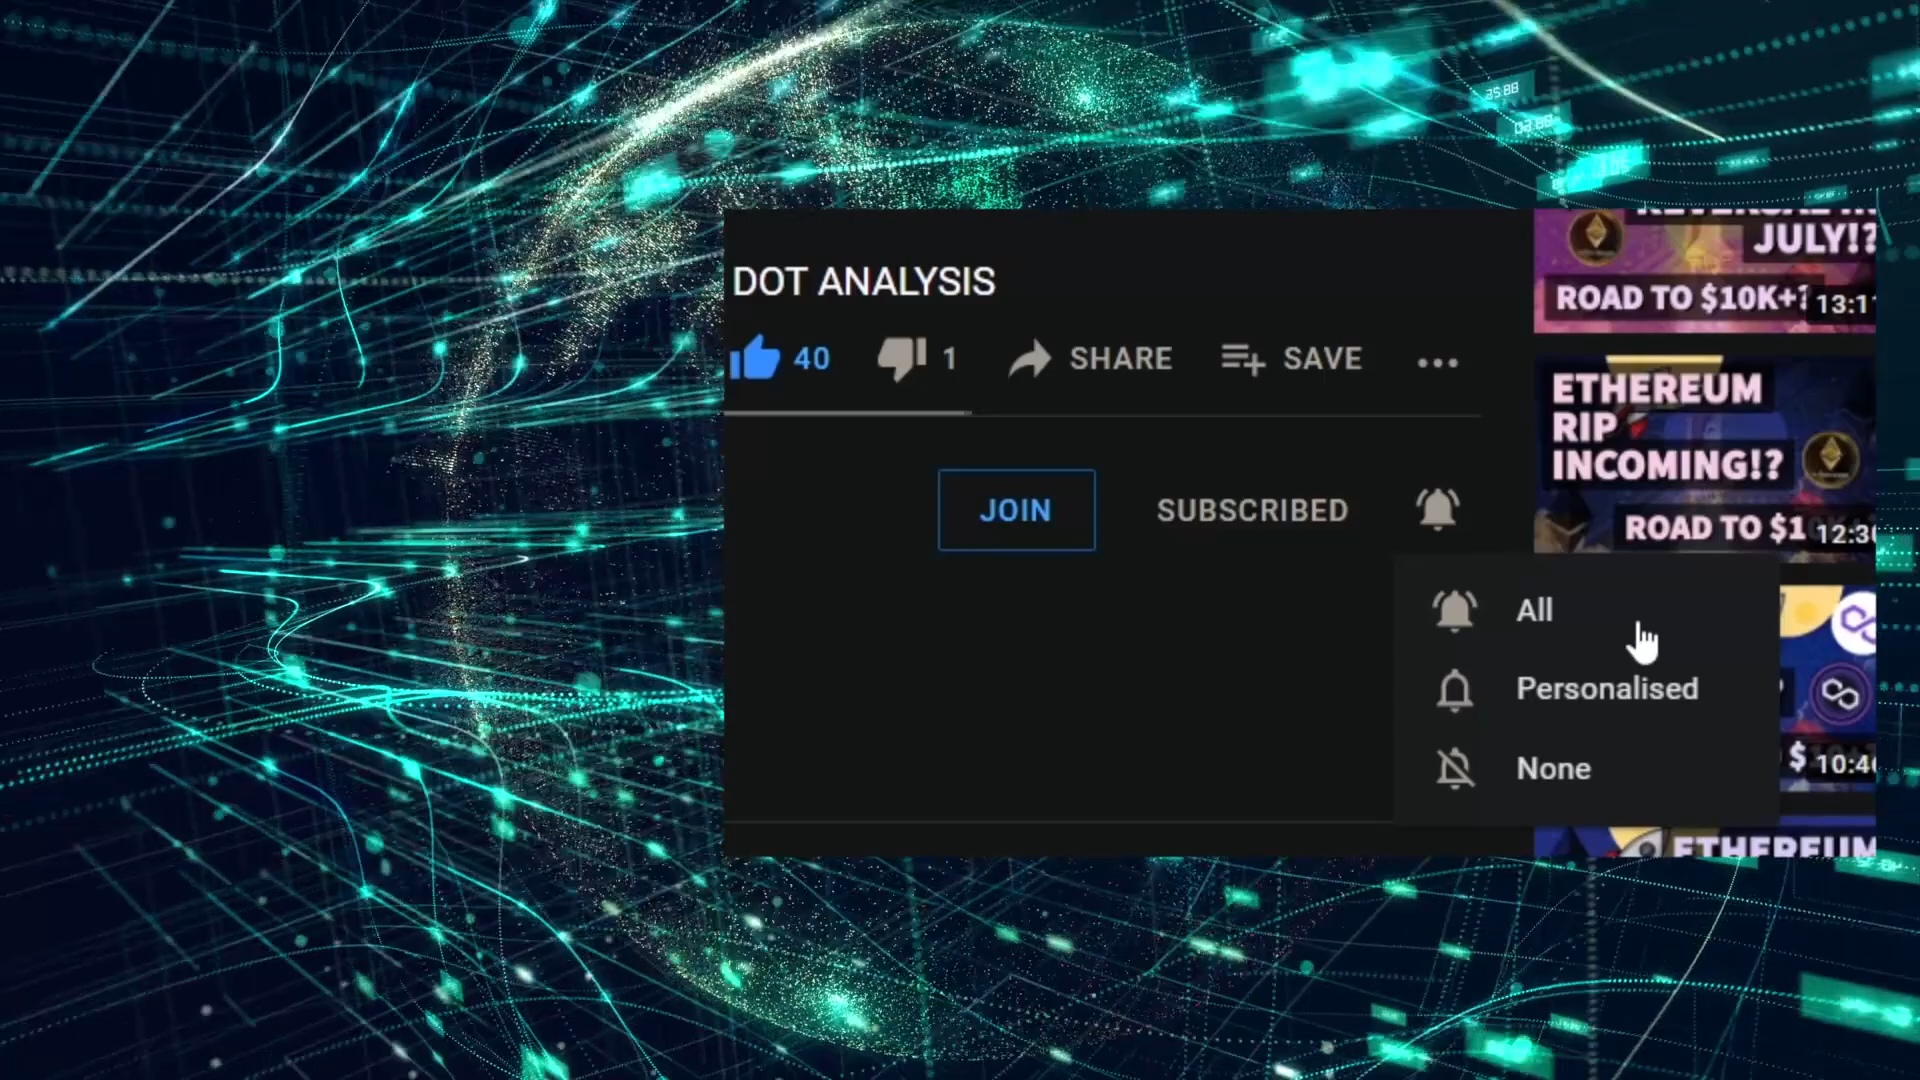 DOT ANALYSIS
40
1
SHARE
SAVE
JOIN
SUBSCRIBED
All
Personalised
None
JULY!?
ROAD TO $10K+?
ETHEREUM
RIP
INCOMING!?
ROAD TO $1
$
ETHEREUM